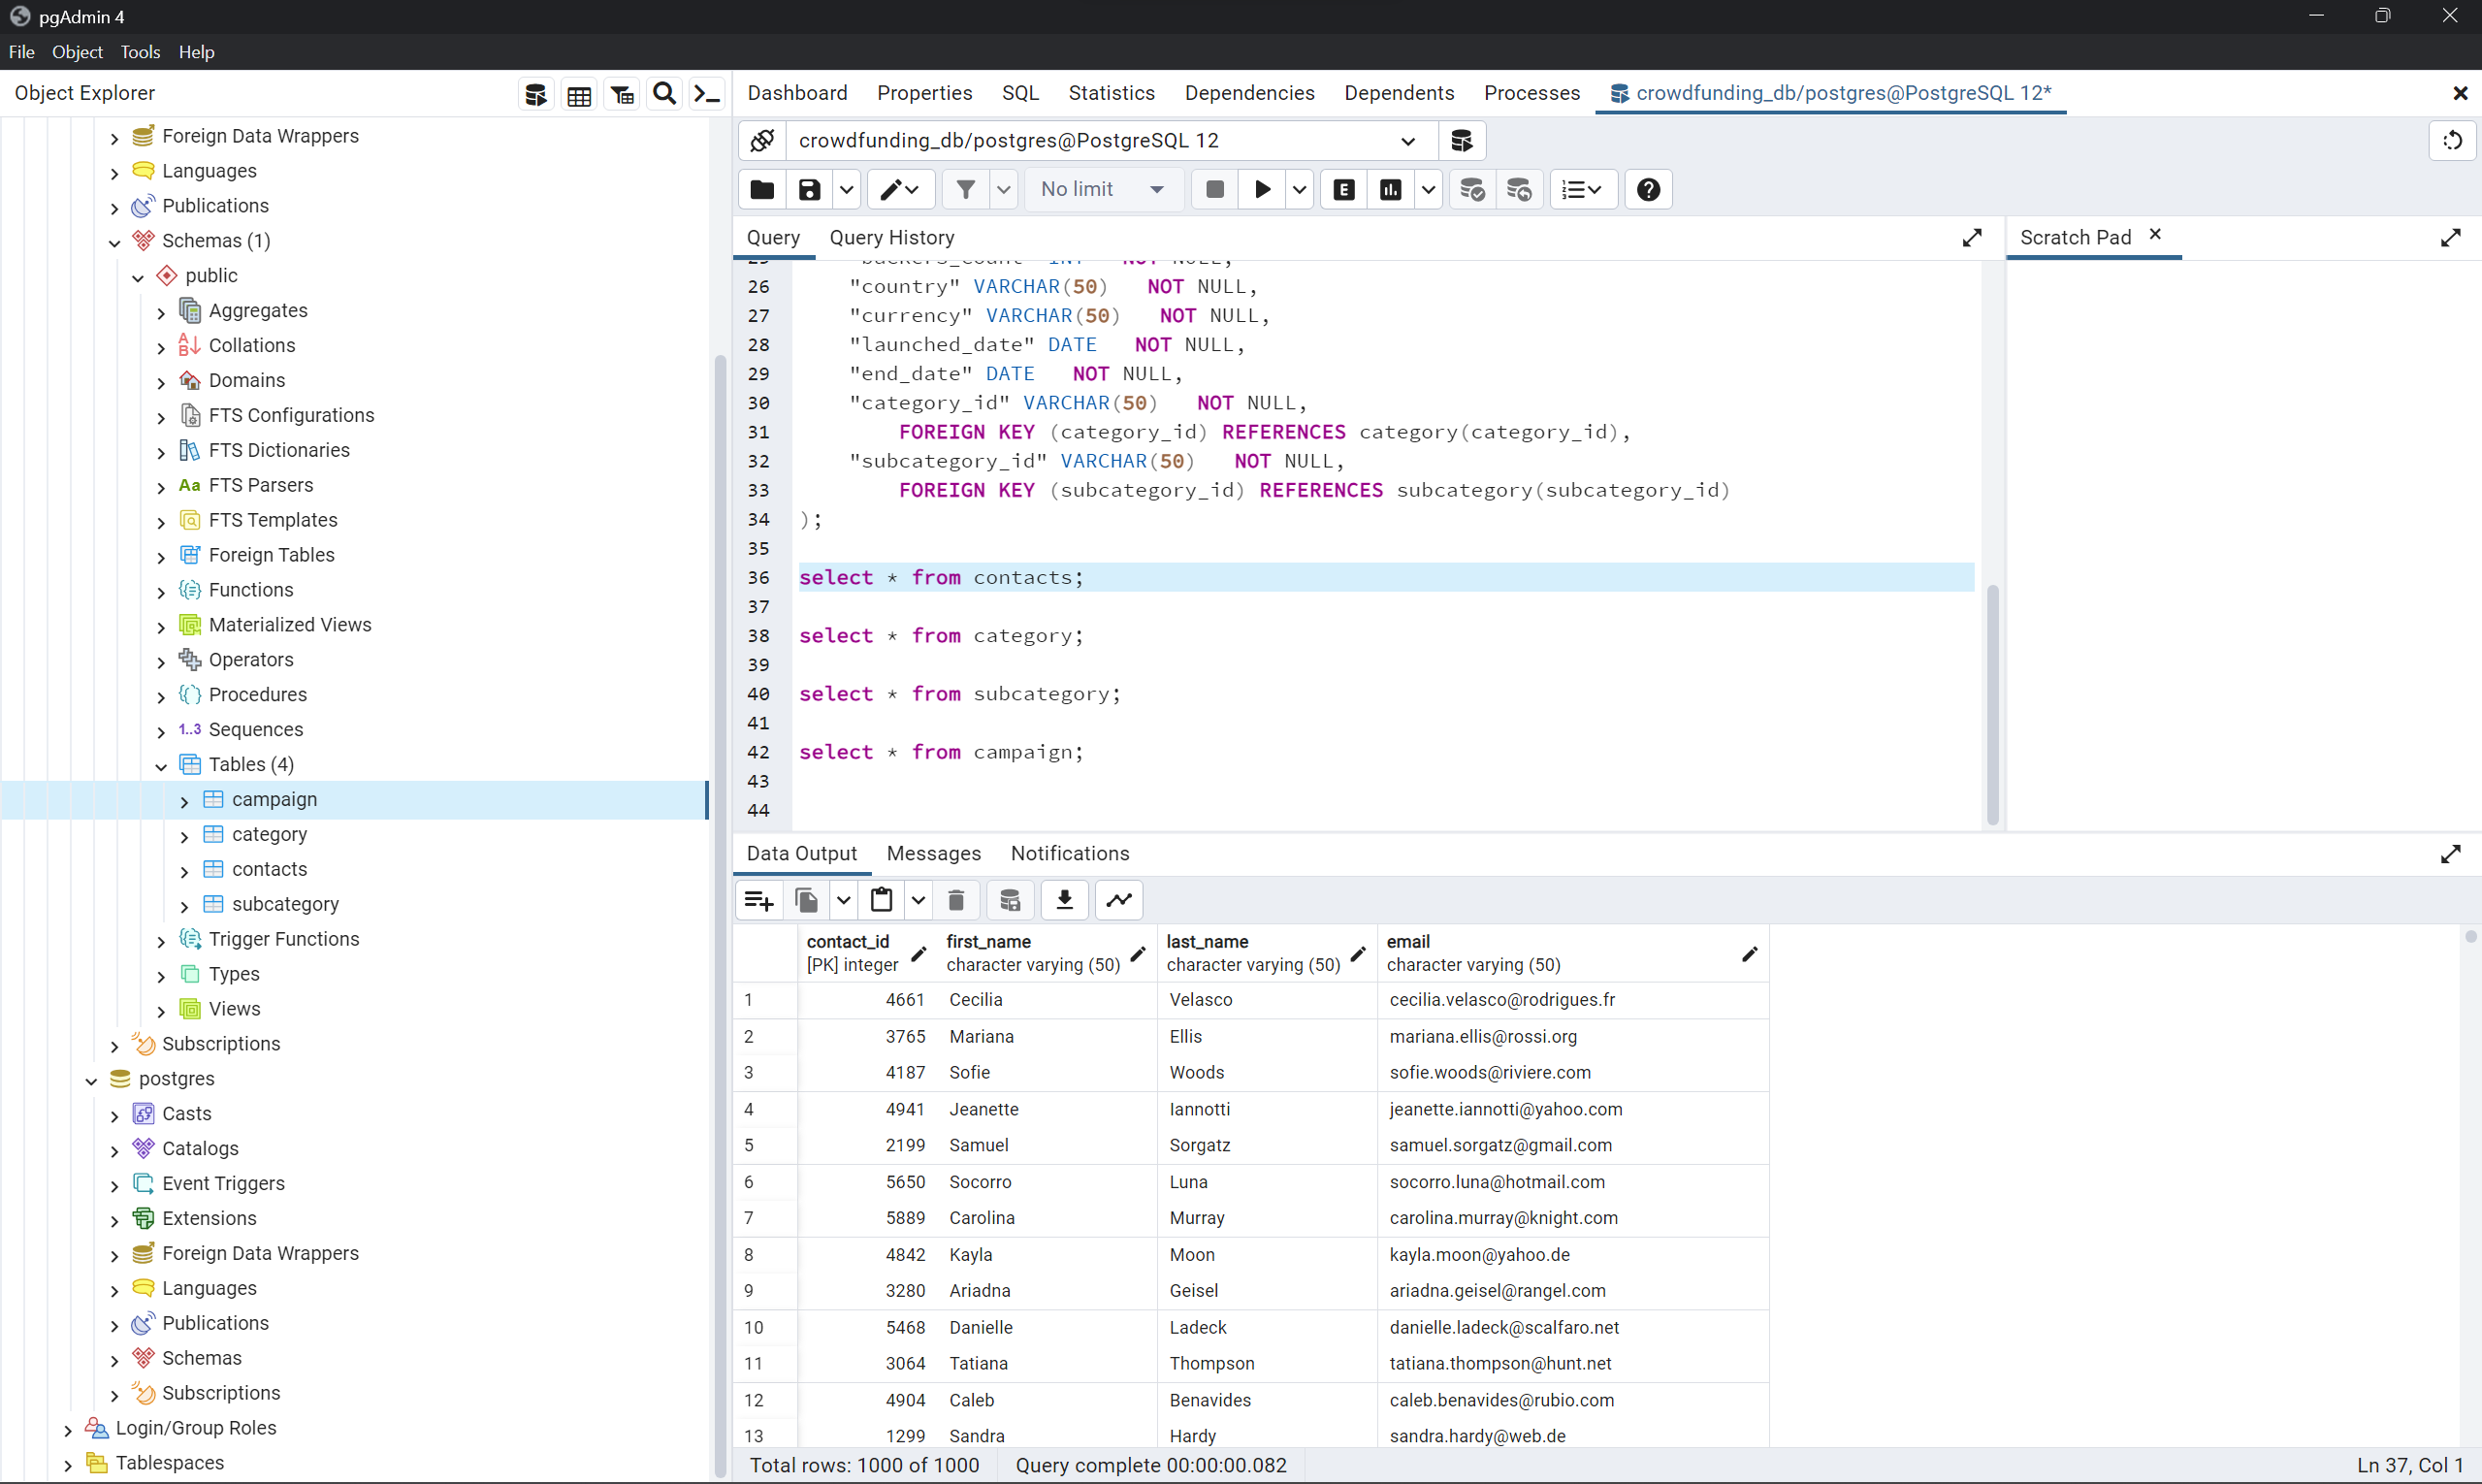 pgAdmin 4
File Object Tools Help
Object Explorer
Foreign Data Wrappers
Languages
Publications
Schemas (1)
public
Aggregates
Collations
Domains
FTS Configurations
FTS Dictionaries
Aa FTS Parsers
FTS Templates
Foreign Tables
Functions
Materialized Views
Operators
Procedures
1..3 Sequences
Tables (4)
campaign
category
contacts
subcategory
Trigger Functions
Types
Views
Subscriptions
postgres
Casts
Catalogs
Event Triggers
Extensions
Foreign Data Wrappers
Languages
Publications
Schemas
Subscriptions
Login/Group Roles
Tablespaces
Dashboard Properties SQL Statistics Dependencies Dependents Processes crowdfunding_db/postgres@PostgreSQL 12*
crowdfunding_db/postgres@PostgreSQL 12
No limit
Query Query History
Scratch Pad
26 "country" VARCHAR(50) NOT NULL,
27 "currency" VARCHAR(50) NOT NULL,
28 "launched_date" DATE NOT NULL,
29 "end_date" DATE NOT NULL,
30 "category_id" VARCHAR(50) NOT NULL,
31 FOREIGN KEY (category_id) REFERENCES category(category_id),
32 "subcategory_id" VARCHAR(50) NOT NULL,
33 FOREIGN KEY (subcategory_id) REFERENCES subcategory(subcategory_id)
34 );
35
36 select * from contacts;
37
38 select * from category;
39
40 select * from subcategory;
41
42 select * from campaign;
43
44
Data Output Messages Notifications
contact_id first_name last_name email
[PK] integer character varying (50) character varying (50) character varying (50)
1 4661 Cecilia Velasco cecilia.velasco@rodrigues.fr
2 3765 Mariana Ellis mariana.ellis@rossi.org
3 4187 Sofie Woods sofie.woods@riviere.com
4 4941 Jeanette Iannotti jeanette.iannotti@yahoo.com
5 2199 Samuel Sorgatz samuel.sorgatz@gmail.com
6 5650 Socorro Luna socorro.luna@hotmail.com
7 5889 Carolina Murray carolina.murray@knight.com
8 4842 Kayla Moon kayla.moon@yahoo.de
9 3280 Ariadna Geisel ariadna.geisel@rangel.com
10 5468 Danielle Ladeck danielle.ladeck@scalfaro.net
11 3064 Tatiana Thompson tatiana.thompson@hunt.net
12 4904 Caleb Benavides caleb.benavides@rubio.com
13 1299 Sandra Hardy sandra.hardy@web.de
Total rows: 1000 of 1000 Query complete 00:00:00.082 Ln 37, Col 1